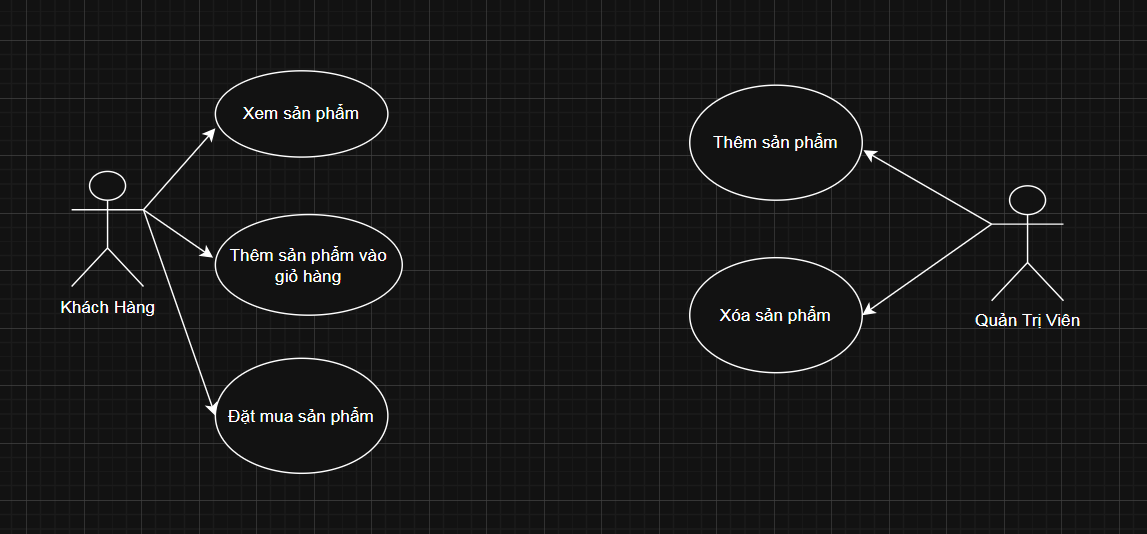 Xem sản phẩm
Thêm sản phẩm vào
giỏ hàng
Khách Hàng
Đặt mua sản phẩm
Thêm sản phẩm
Xóa sản phẩm
Quản Trị Viên